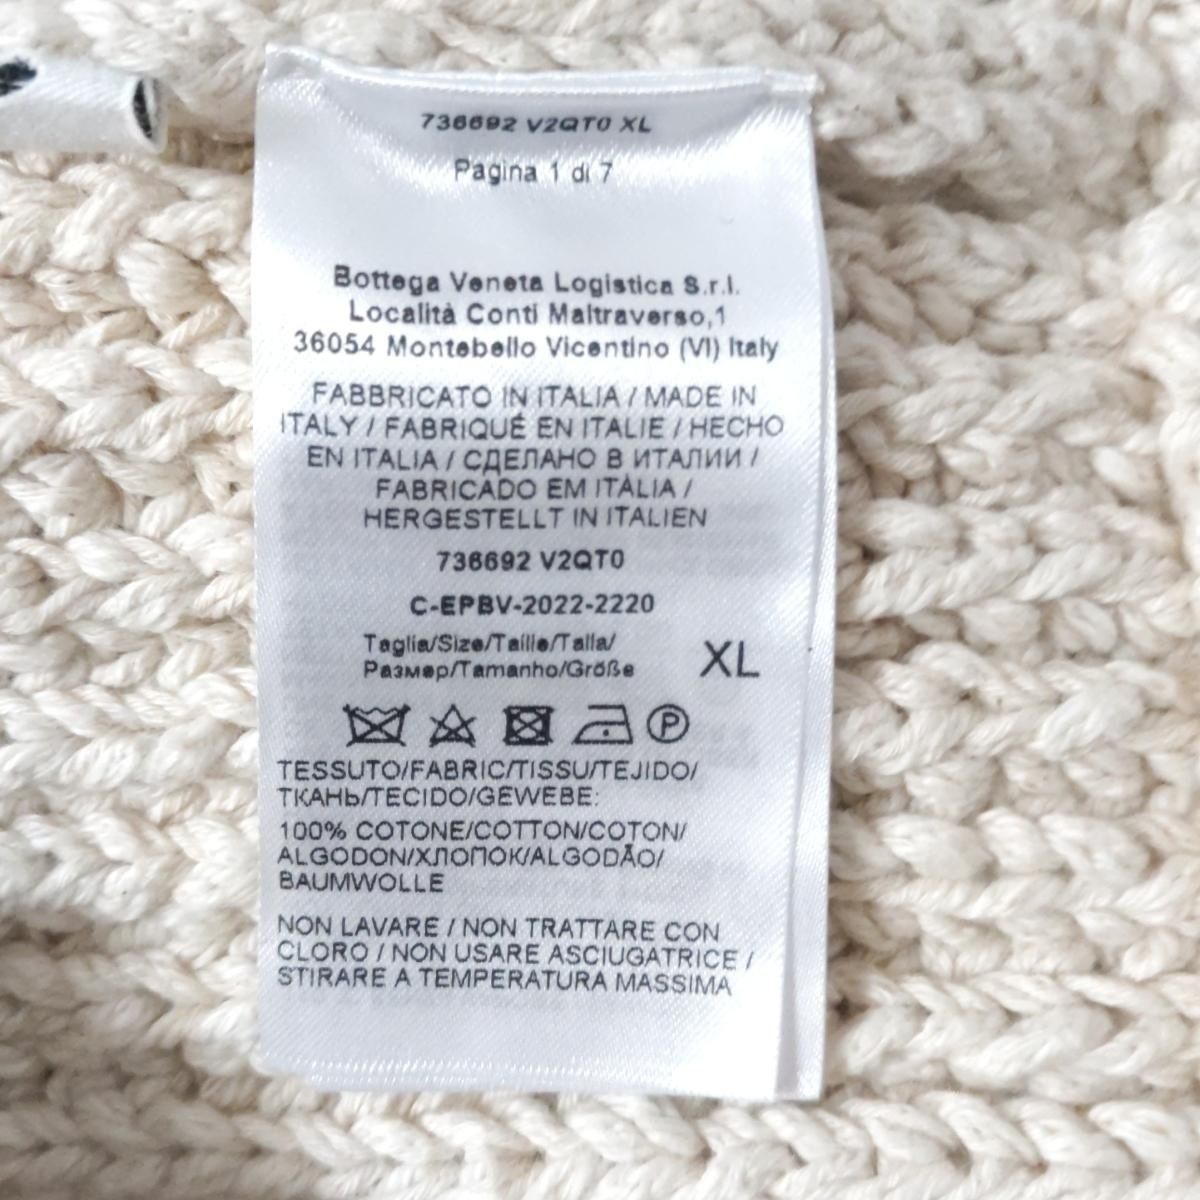 736692 V2QT0 XL
Pagina 1 di 7
Bottega Veneta Logistica S.r.l.
Località Conti Maltraverso,1
36054 Montebello Vicentino (VI) Italy
FABBRICATO IN ITALIA / MADE IN
ITALY / FABRIQUÉ EN ITALIE / HECHO
EN ITALIA / СДЕЛАНО В ИТАЛИИ /
FABRICADO EM ITÀLIA /
HERGESTELLT IN ITALIEN
736692 V2QT0
C-EPBV-2022-2220
Taglia/Size/Taille/Talla/
Размер/Tamanho/Größe
XL
P
TESSUTO/FABRIC/TISSU/TEJIDO/
ТКАНЬ/TECIDO/GEWEBE:
100% COTONE/COTTON/COTON/
ALGODON/ХЛОПОК/ALGODÃO/
BAUMWOLLE
NON LAVARE / NON TRATTARE CON
CLORO / NON USARE ASCIUGATRICE /
STIRARE A TEMPERATURA MASSIMA